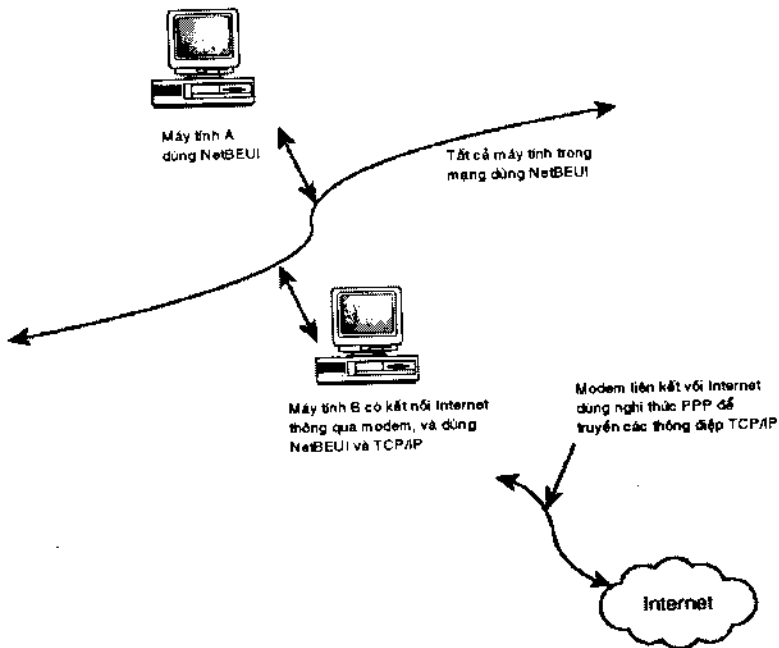 Máy tính A
dùng NetBEUI
Tất cả máy tính trong
mạng dùng NetBEUI
Máy tính B có kết nối Internet
thông qua modem, và dùng
NetBEUI và TCP/IP
Modem liên kết với Internet
dùng nghi thức PPP để
truyền các thông điệp TCP/IP
Internet